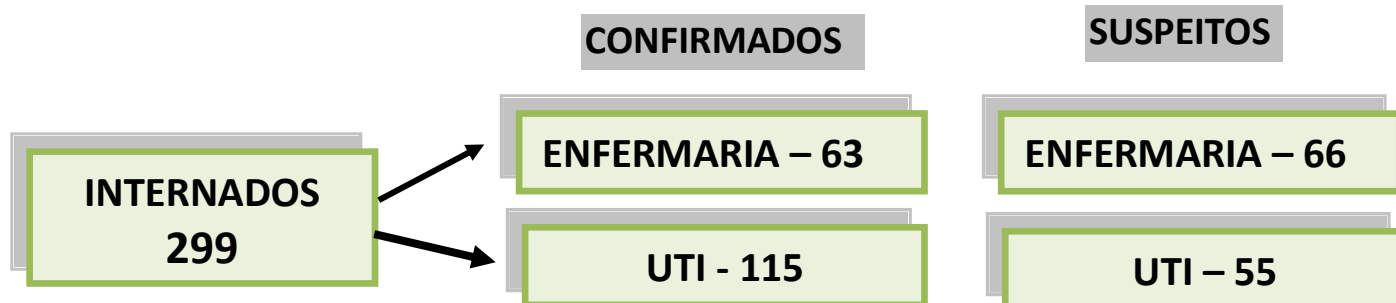 CONFIRMADOS
SUSPEITOS
INTERNADOS
299
ENFERMARIA – 63
ENFERMARIA – 66
UTI - 115
UTI – 55